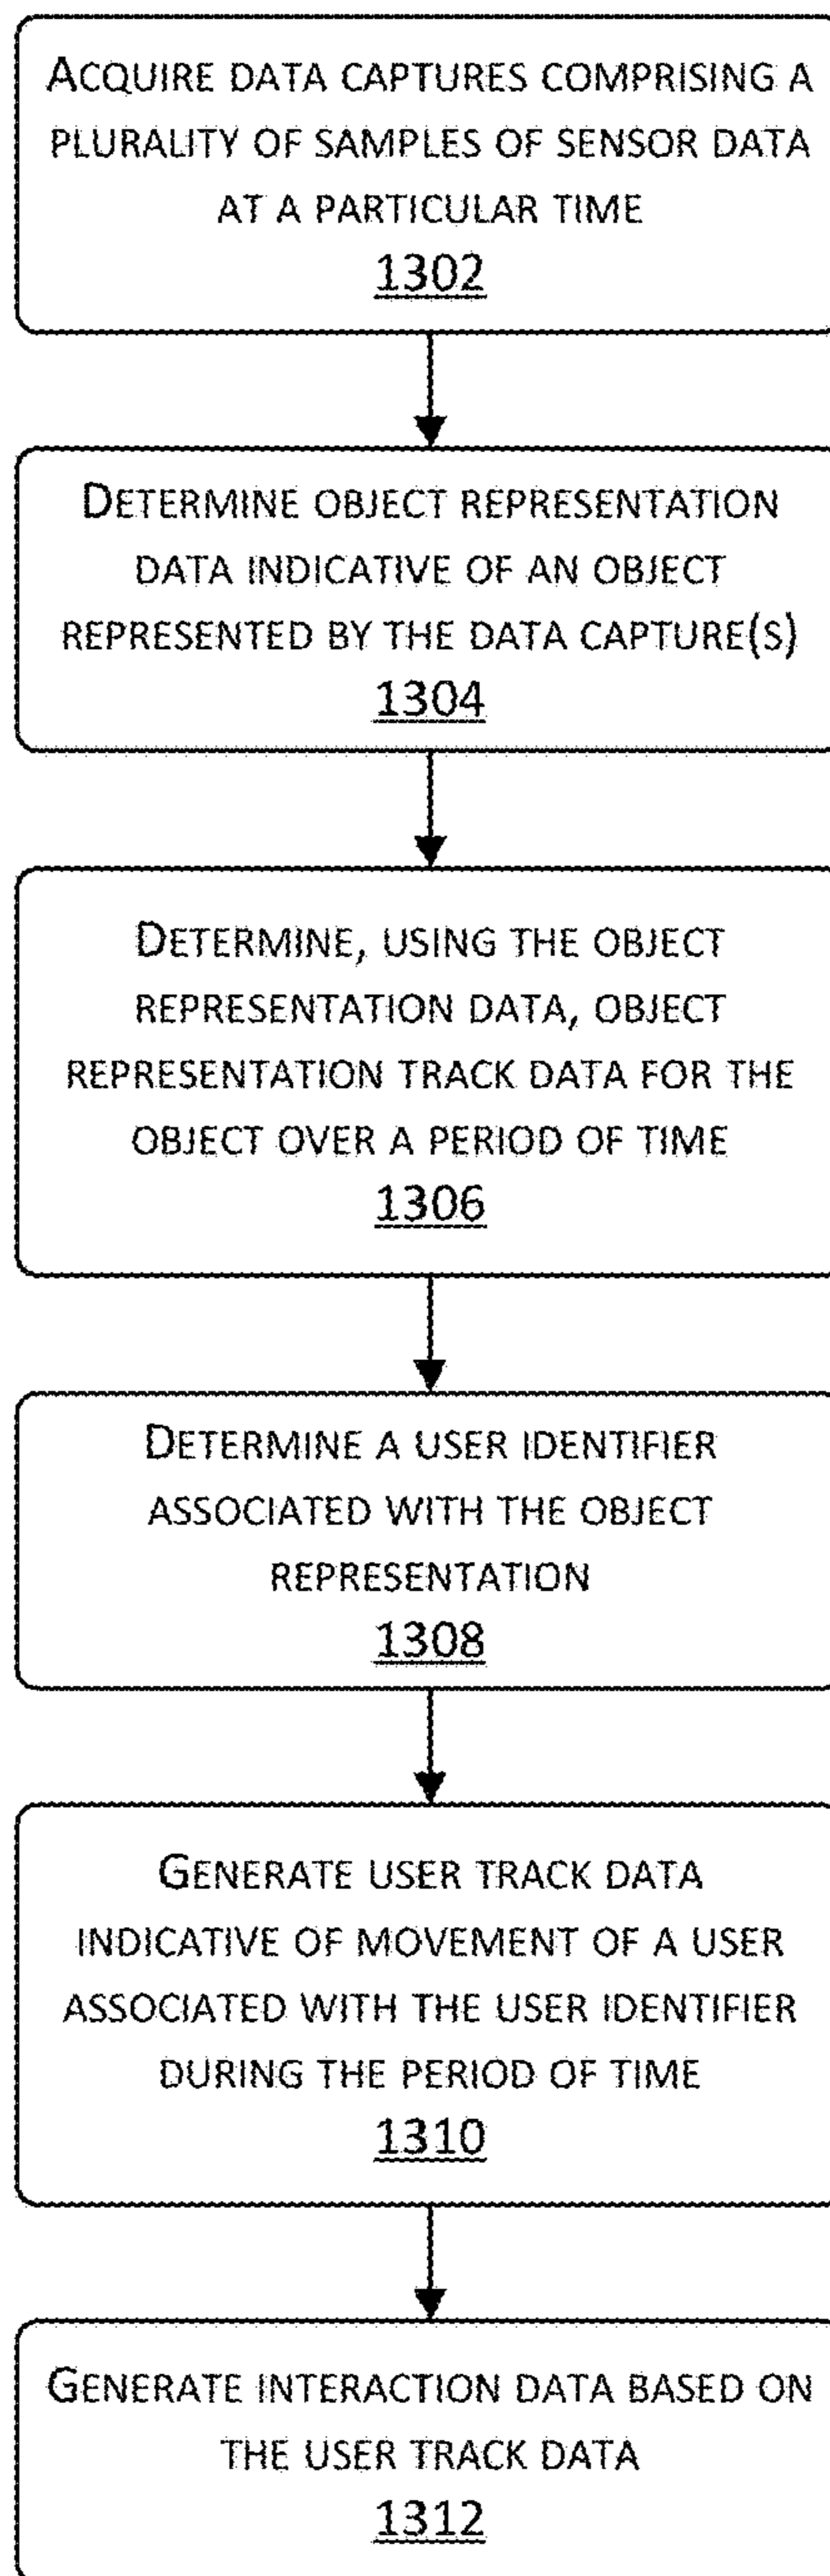 ACQUIRE DATA CAPTURES COMPRISING A
PLURALITY OF SAMPLES OF SENSOR DATA
AT A PARTICULAR TIME
1302
DETERMINE OBJECT REPRESENTATION
DATA INDICATIVE OF AN OBJECT
REPRESENTED BY THE DATA CAPTURE(S)
1304
DETERMINE, USING THE OBJECT
REPRESENTATION DATA, OBJECT
REPRESENTATION TRACK DATA FOR THE
OBJECT OVER A PERIOD OF TIME
1306
DETERMINE A USER IDENTIFIER
ASSOCIATED WITH THE OBJECT
REPRESENTATION
1308
GENERATE USER TRACK DATA
INDICATIVE OF MOVEMENT OF A USER
ASSOCIATED WITH THE USER IDENTIFIER
DURING THE PERIOD OF TIME
1310
GENERATE INTERACTION DATA BASED ON
THE USER TRACK DATA
1312